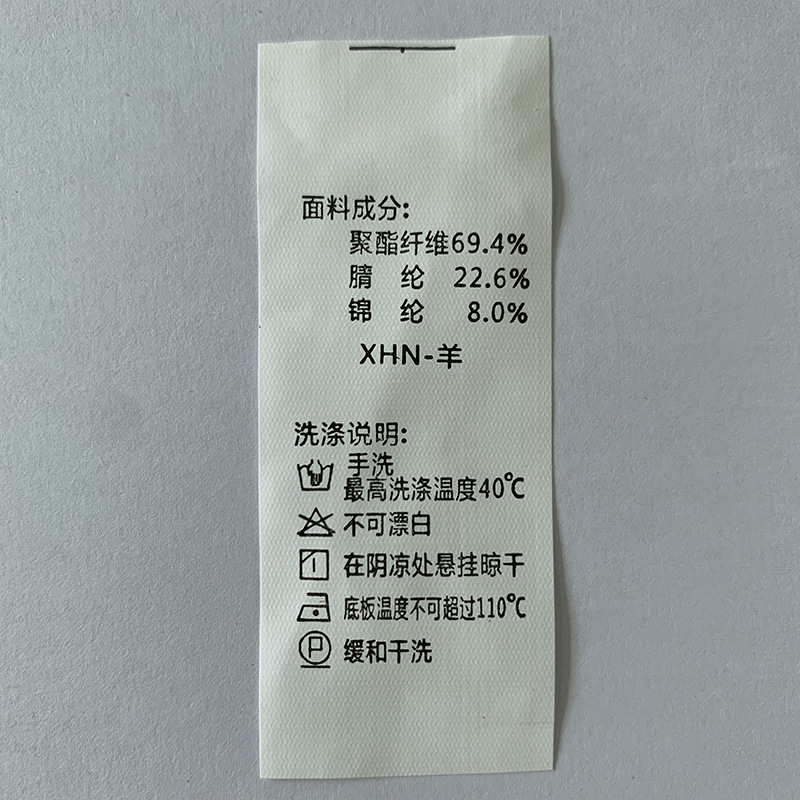 面料成分:
聚酯纤维69.4%
腈 纶 22.6%
锦 纶 8.0%
XHN-羊
洗涤说明:
手洗
最高洗涤温度40℃
不可漂白
在阴凉处悬挂晾干
底板温度不可超过110℃
P 缓和干洗